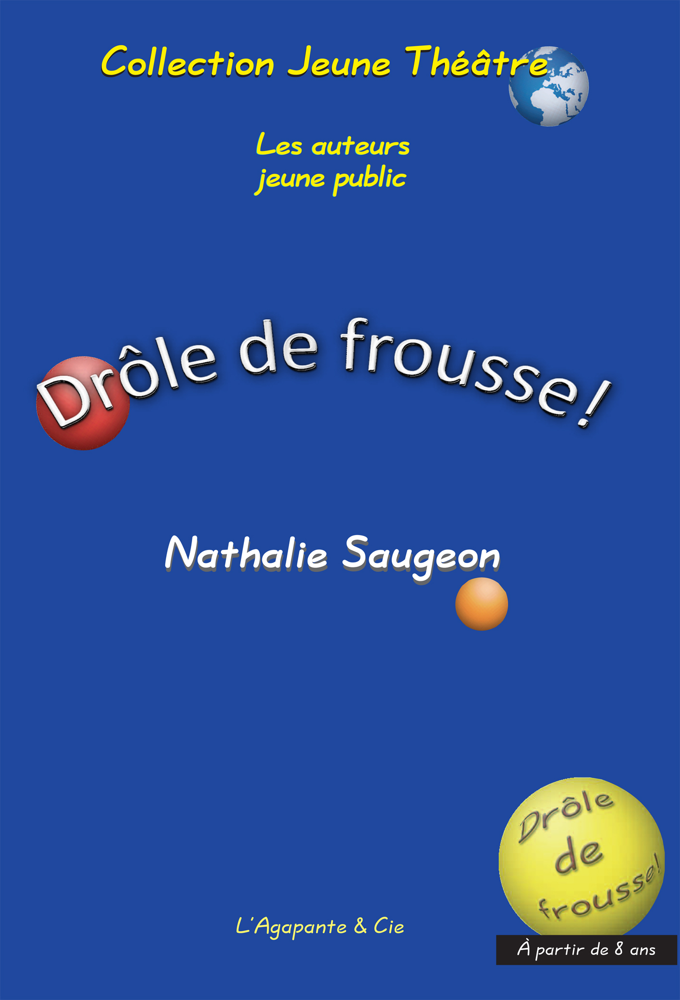 Collection Jeune Théâtre
Les auteurs
jeune public
Drôle de frousse!
Nathalie Saugeon
Drôle
de
frousse!
L'Agapante & Cie
À partir de 8 ans